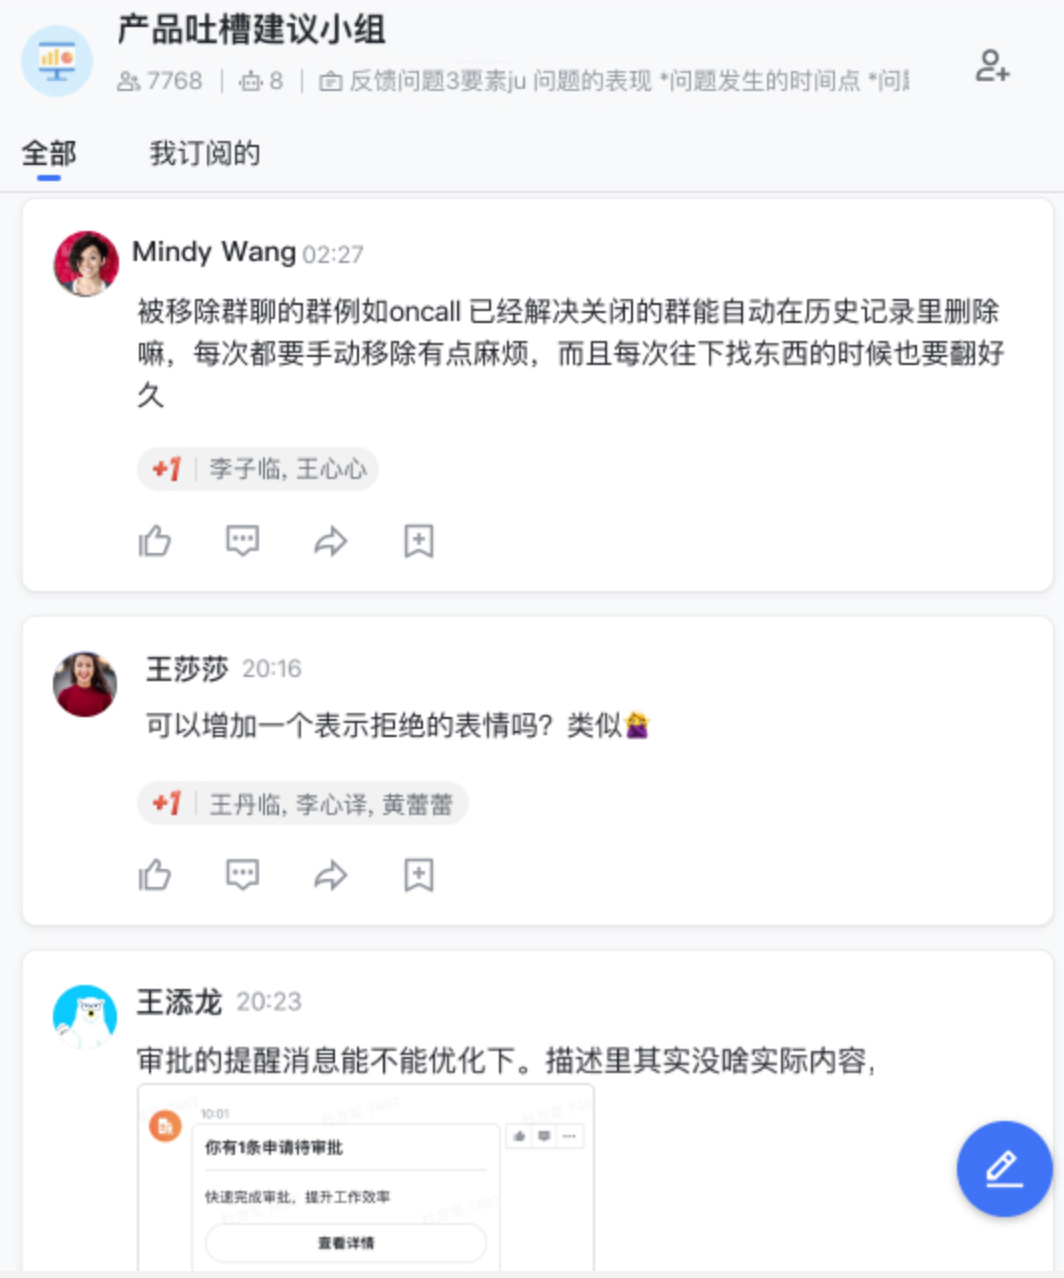 产品吐槽建议小组
7768 | 8 | 反馈问题3要素ju 问题的表现 *问题发生的时间点 *问
全部 我订阅的
Mindy Wang 02:27
被移除群聊的群例如oncall 已经解决关闭的群能自动在历史记录里删除
嘛，每次都要手动移除有点麻烦，而且每次往下找东西的时候也要翻好
久
+1 | 李子临, 王心心
王莎莎 20:16
可以增加一个表示拒绝的表情吗？类似🙅‍♀️
+1 | 王丹临, 李心译, 黄蕾蕾
王添龙 20:23
审批的提醒消息能不能优化下。描述里其实没啥实际内容，
10:01
你有1条申请待审批
快速完成审批，提升工作效率
查看详情